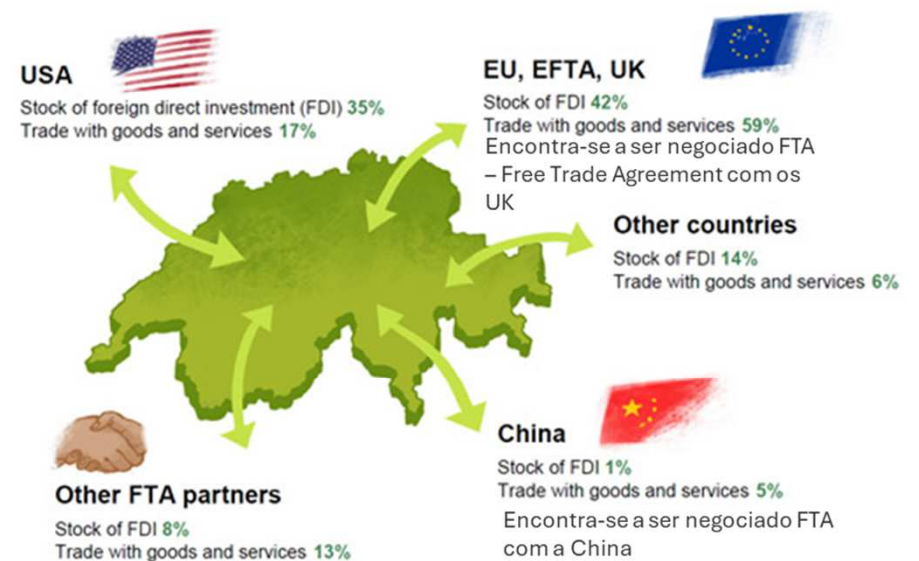 USA
Stock of foreign direct investment (FDI) 35%
Trade with goods and services 17%
EU, EFTA, UK
Stock of FDI 42%
Trade with goods and services 59%
Encontra-se a ser negociado FTA
– Free Trade Agreement com os
UK
Other countries
Stock of FDI 14%
Trade with goods and services 6%
China
Stock of FDI 1%
Trade with goods and services 5%
Encontra-se a ser negociado FTA
com a China
Other FTA partners
Stock of FDI 8%
Trade with goods and services 13%